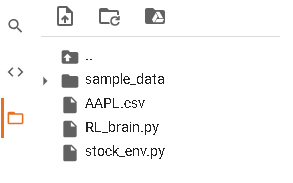 ..
sample_data
AAPL.csv
RL_brain.py
stock_env.py